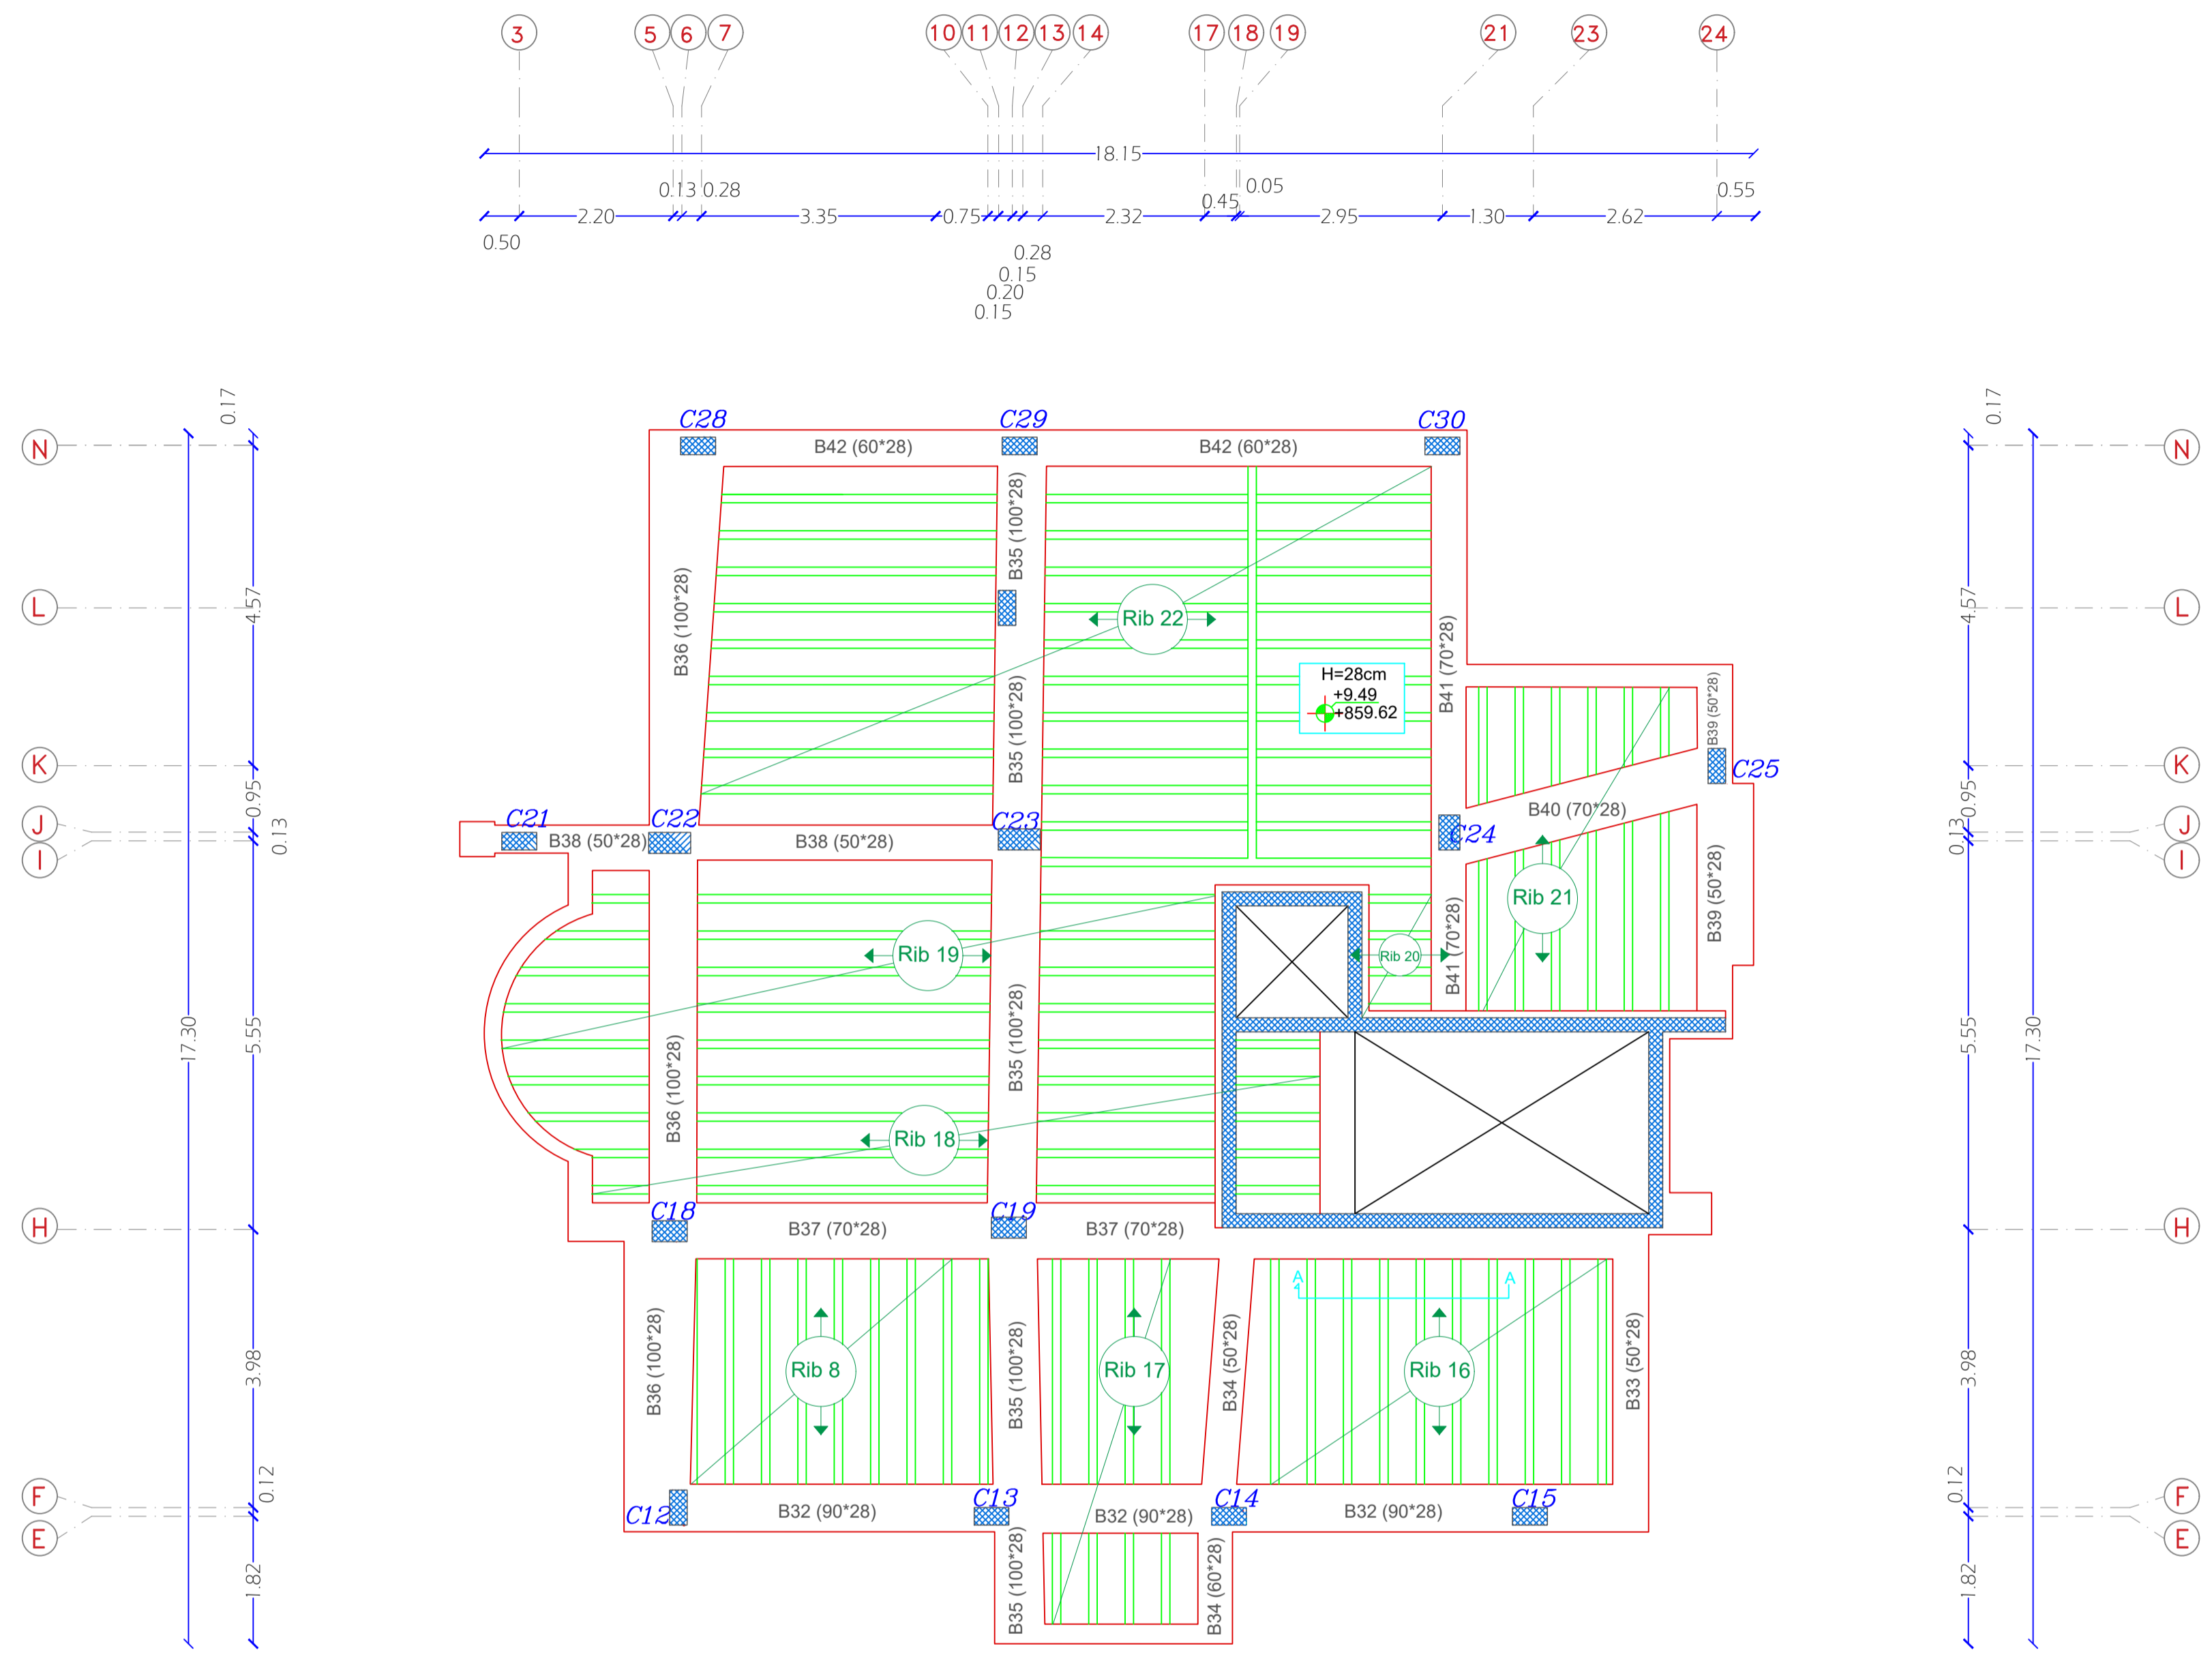 3 5 6 7 10 11 12 13 14 17 18 19 21 23 24
18.15
0.13 0.28 0.05 0.55
0.45
2.20 3.35 0.75 2.32 2.95 1.30 2.62
0.50
0.28
0.15
0.20
0.15
0.17 0.17
C28 C29 C30
N B42 (60*28) B42 (60*28) N
B35 (100*28)
L 4.57 Rib 22 4.57 L
B36 (100*28)
B41 (70*28)
H=28cm
+9.49
+859.62
B35 (100*28)
B39 (50*28)
K C25 K
0.95 0.95
B40 (70*28)
J C21 C22 C23 C24 J
0.13 0.13
B38 (50*28) B38 (50*28)
I I
Rib 21
B39 (50*28)
B41 (70*28)
Rib 19 Rib 20
17.30 5.55 5.55 17.30
B36 (100*28)
B35 (100*28)
Rib 18
C18 C19
H B37 (70*28) B37 (70*28) H
A A
3.98 3.98
B36 (100*28) Rib 8 B35 (100*28) Rib 17 B34 (50*28) Rib 16 B33 (50*28)
0.12 0.12
F C13 C14 C15 F
C12 B32 (90*28) B32 (90*28) B32 (90*28)
E E
1.82 B35 (100*28) B34 (60*28) 1.82